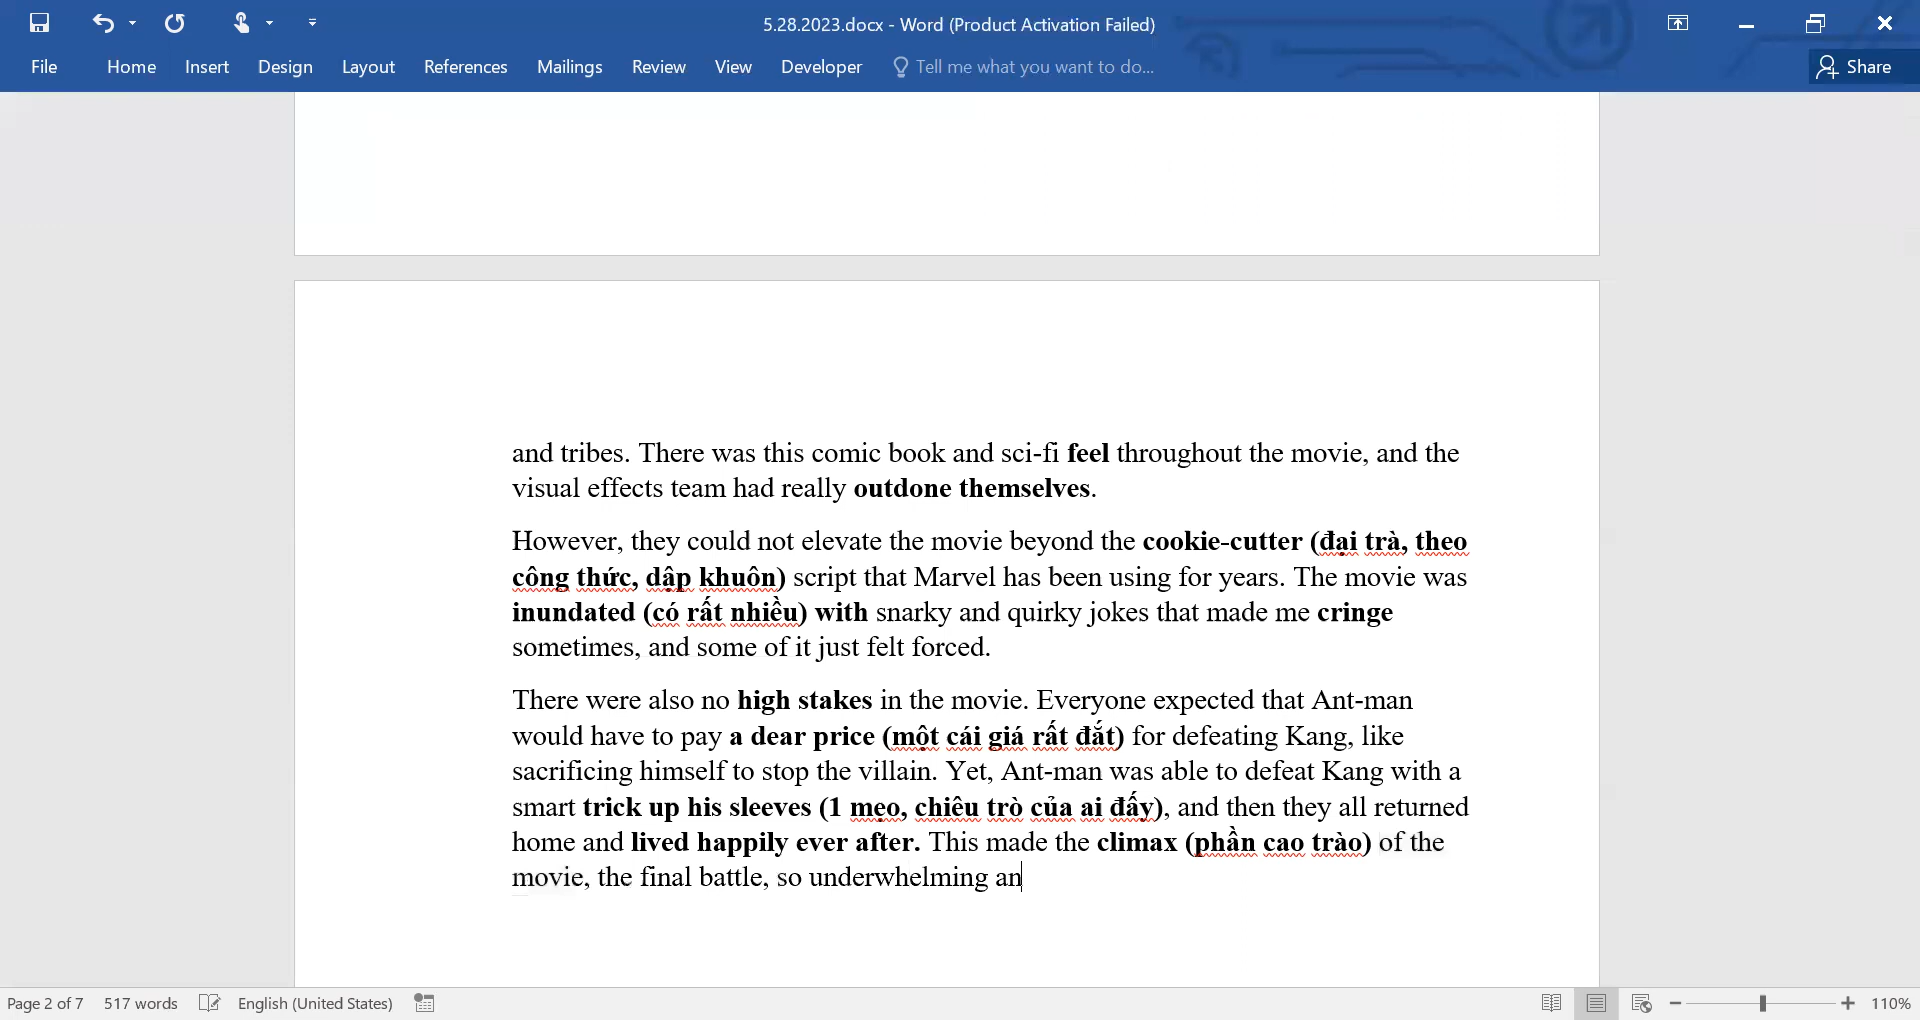 5.28.2023.docx - Word (Product Activation Failed)
File Home Insert Design Layout References Mailings Review View Developer Tell me what you want to do... Share
and tribes. There was this comic book and sci-fi feel throughout the movie, and the
visual effects team had really outdone themselves.
However, they could not elevate the movie beyond the cookie-cutter (đại trà, theo
công thức, dập khuôn) script that Marvel has been using for years. The movie was
inundated (có rất nhiều) with snarky and quirky jokes that made me cringe
sometimes, and some of it just felt forced.
There were also no high stakes in the movie. Everyone expected that Ant-man
would have to pay a dear price (một cái giá rất đắt) for defeating Kang, like
sacrificing himself to stop the villain. Yet, Ant-man was able to defeat Kang with a
smart trick up his sleeves (1 mẹo, chiêu trò của ai đấy), and then they all returned
home and lived happily ever after. This made the climax (phần cao trào) of the
movie, the final battle, so underwhelming an
Page 2 of 7 517 words English (United States) 110%